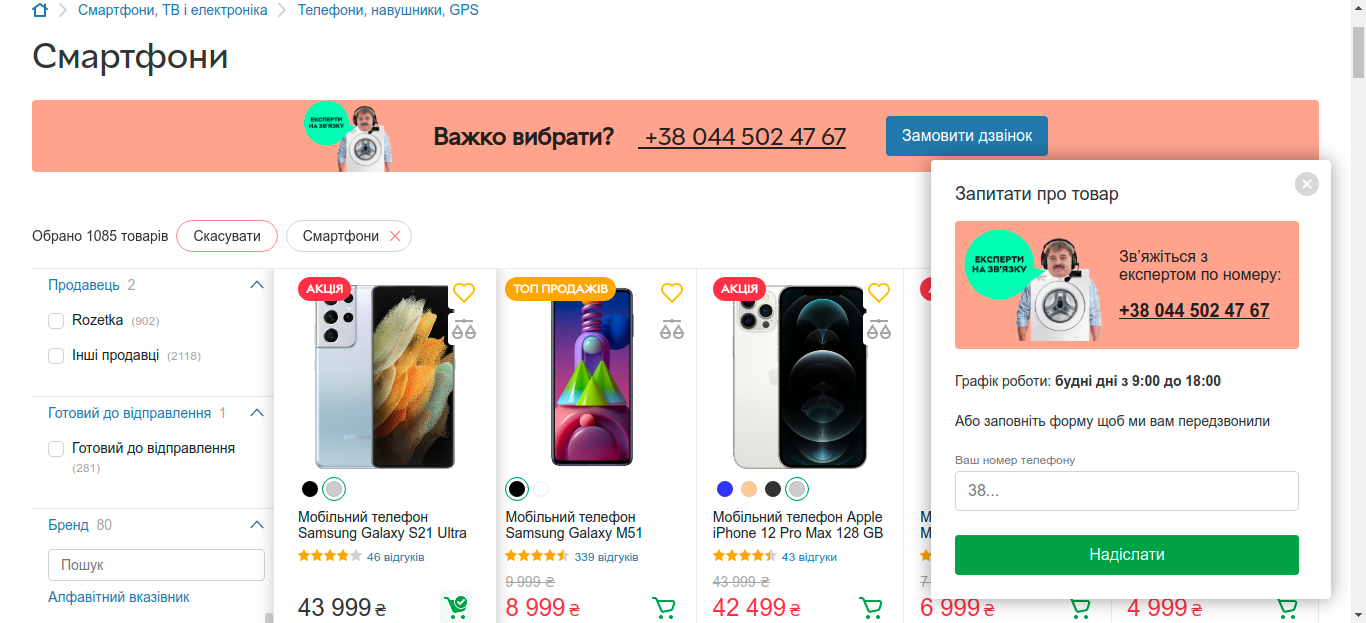 Смартфони, ТВ і електроніка
Телефони, навушники, GPS
Смартфони
ЕКСПЕРТИ
НА ЗВ'ЯЗКУ
Важко вибрати?
+38 044 502 47 67
Замовити дзвінок
Обрано 1085 товарів
Скасувати
Смартфони
Продавець 2
Rozetka (902)
Інші продавці (2118)
Готовий до відправлення 1
Готовий до відправлення
(281)
Бренд 80
Пошук
Алфавітний вказівник
АКЦІЯ
Мобільний телефон
Samsung Galaxy S21 Ultra
46 відгуків
43 999 ₴
ТОП ПРОДАЖІВ
Мобільний телефон
Samsung Galaxy M51
339 відгуків
9 999 ₴
8 999 ₴
АКЦІЯ
Мобільний телефон Apple
iPhone 12 Pro Max 128 GB
43 відгуки
43 999 ₴
42 499 ₴
6 999 ₴
4 999 ₴
Запитати про товар
ЕКСПЕРТИ
НА ЗВ'ЯЗКУ
Зв'яжіться з
експертом по номеру:
+38 044 502 47 67
Графік роботи: будні дні з 9:00 до 18:00
Або заповніть форму щоб ми вам передзвонили
Ваш номер телефону
38...
Надіслати